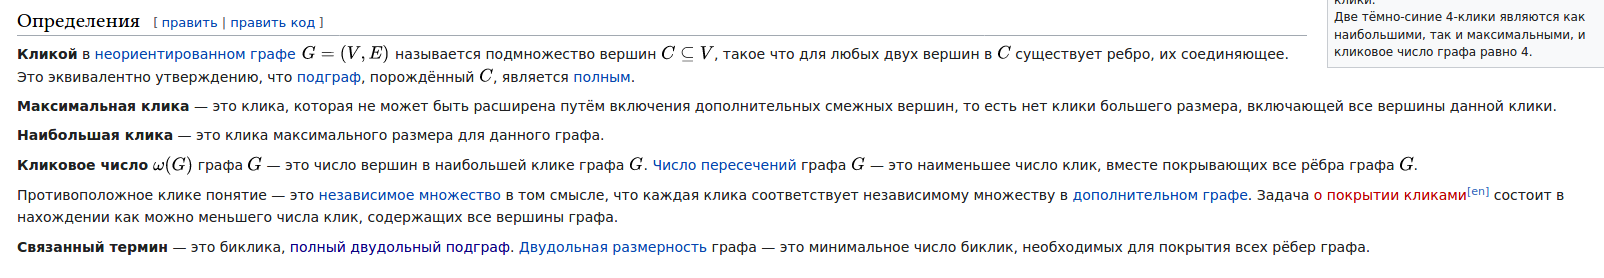 Определения [ править | править код ]
клики.
Две тёмно-синие 4-клики являются как
наибольшими, так и максимальными, и
кликовое число графа равно 4.
Кликой в неориентированном графе G = (V, E) называется подмножество вершин C ⊆ V, такое что для любых двух вершин в C существует ребро, их соединяющее.
Это эквивалентно утверждению, что подграф, порождённый C, является полным.
Максимальная клика — это клика, которая не может быть расширена путём включения дополнительных смежных вершин, то есть нет клики большего размера, включающей все вершины данной клики.
Наибольшая клика — это клика максимального размера для данного графа.
Кликовое число ω(G) графа G — это число вершин в наибольшей клике графа G. Число пересечений графа G — это наименьшее число клик, вместе покрывающих все рёбра графа G.
Противоположное клике понятие — это независимое множество в том смысле, что каждая клика соответствует независимому множеству в дополнительном графе. Задача о покрытии кликами[en] состоит в
нахождении как можно меньшего числа клик, содержащих все вершины графа.
Связанный термин — это биклика, полный двудольный подграф. Двудольная размерность графа — это минимальное число биклик, необходимых для покрытия всех рёбер графа.